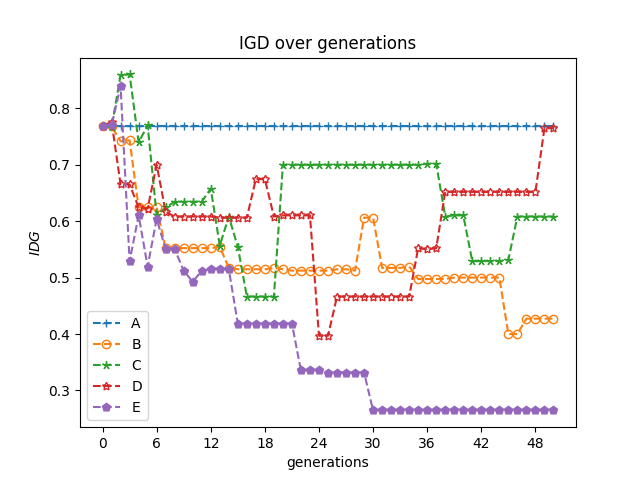 IGD over generations
IDG
0.8
0.7
0.6
0.5
0.4
0.3
A
B
C
D
E
0 6 12 18 24 30 36 42 48
generations